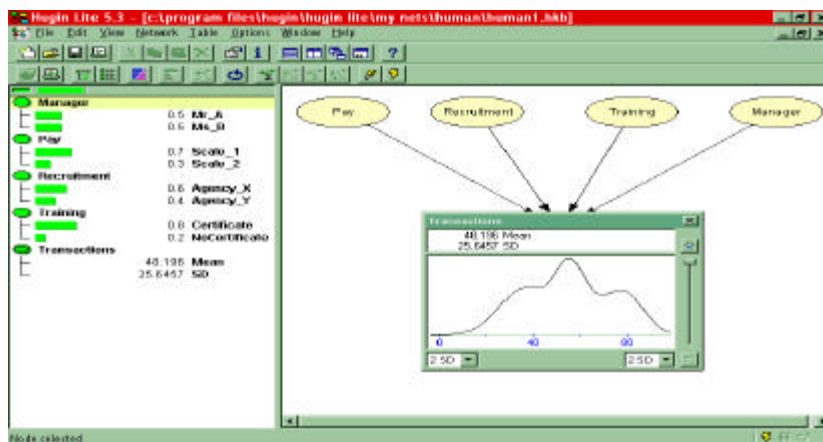 Hugin Lite 5.3 - [c:\program files\hugin\hugin lite\my nets\human\human1.hkb]
File Edit View Network Table Options Window Help
Manager
0.5 Mr_A
0.5 Ms_B
Pay
0.7 Scale_1
0.3 Scale_2
Recruitment
0.6 Agency_X
0.4 Agency_Y
Training
0.8 Certificate
0.2 NoCertificate
Transactions
48.196 Mean
25.6457 SD
Pay Recruitment Training Manager
Transactions
48.196 Mean
25.6457 SD
0 40 80
2 SD 2 SD
Node selected